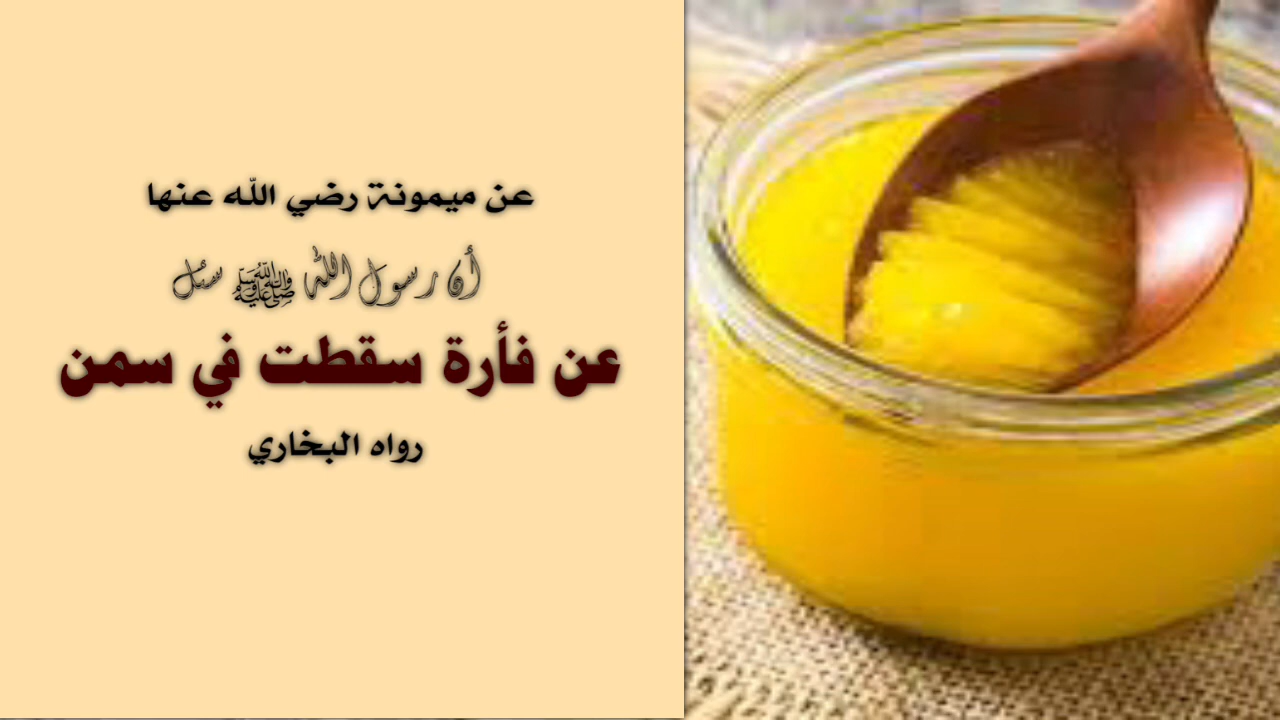 عن ميمونة رضي الله عنها
أن رسول الله ﷺ سئل
عن فأرة سقطت في سمن
رواه البخاري